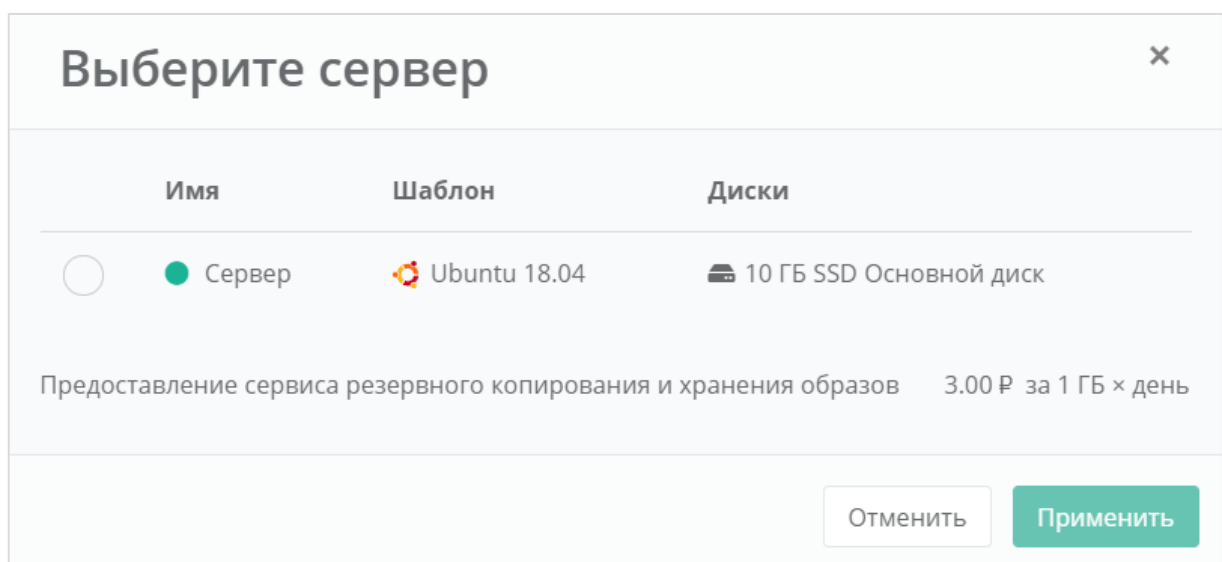 Выберите сервер
Имя Шаблон Диски
Сервер Ubuntu 18.04 10 ГБ SSD Основной диск
Предоставление сервиса резервного копирования и хранения образов 3.00 ₽ за 1 ГБ × день
Отменить Применить